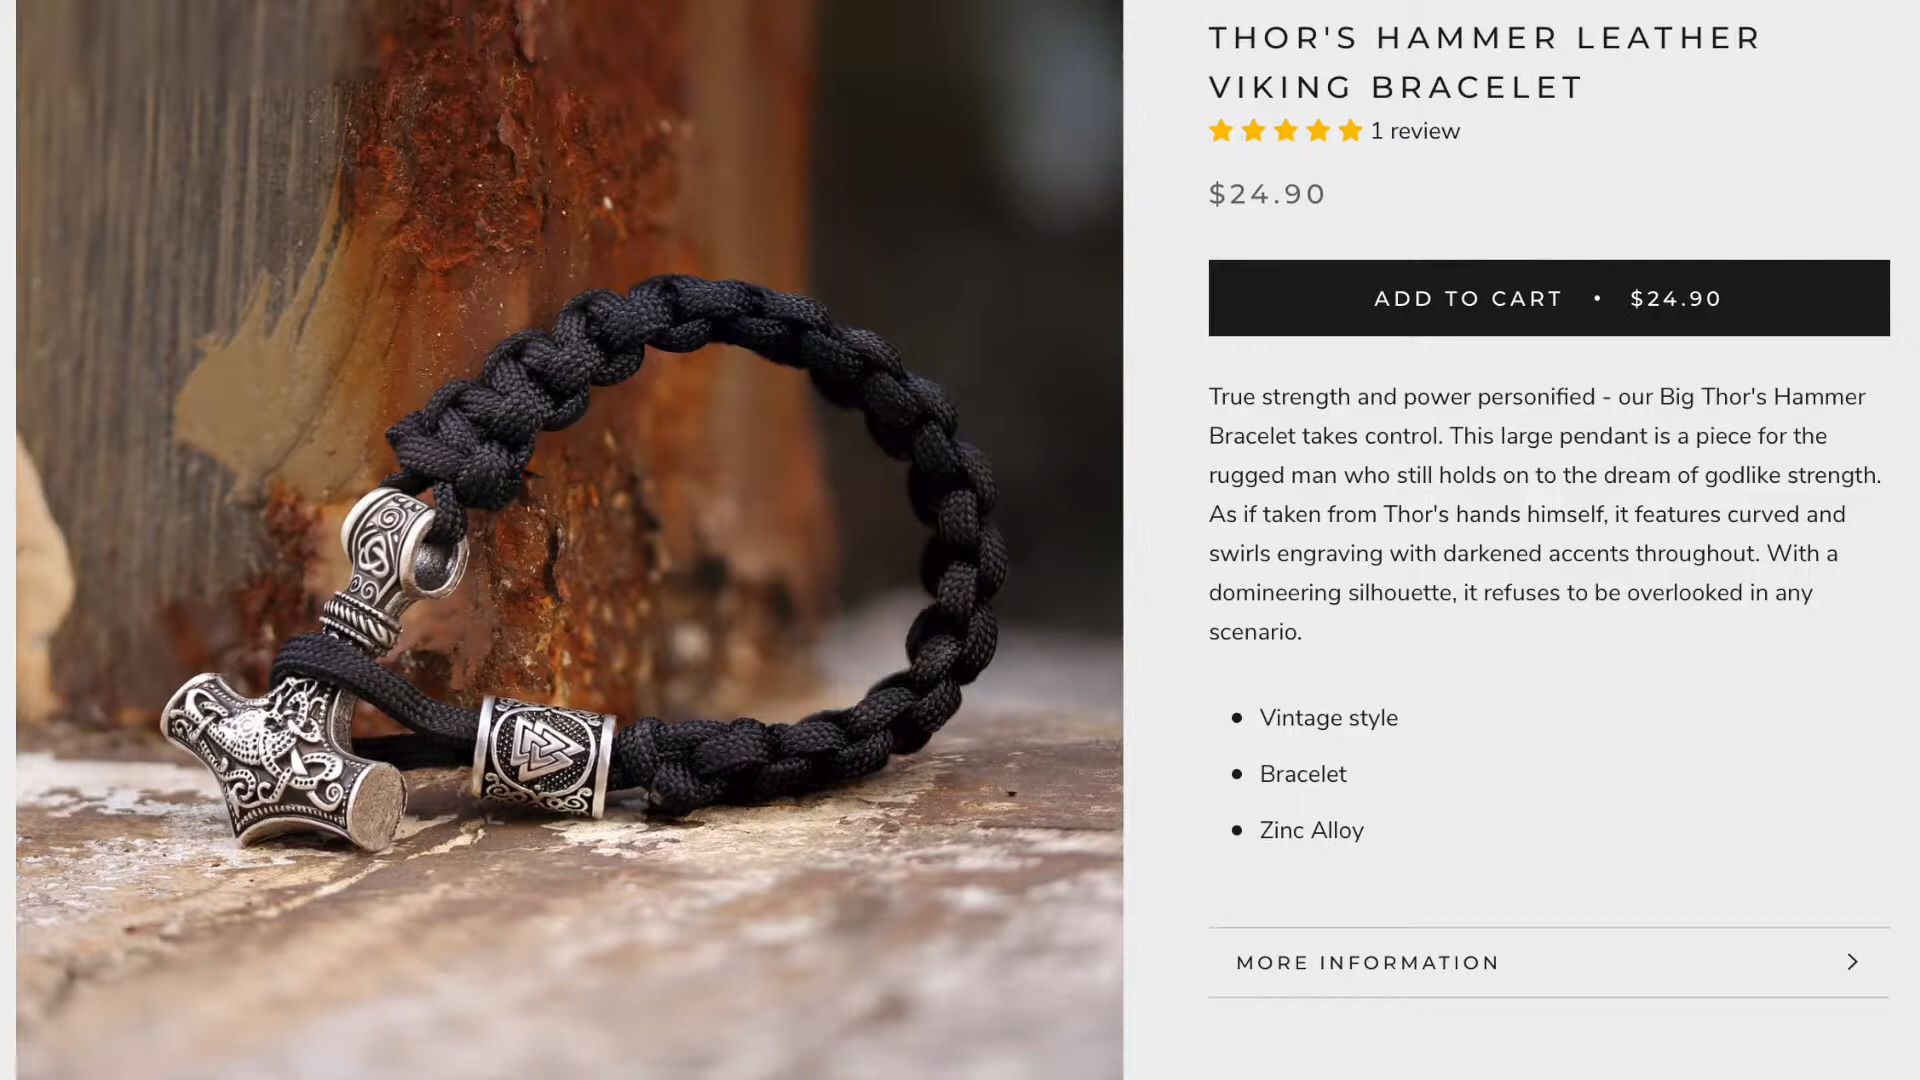 THOR'S HAMMER LEATHER
VIKING BRACELET
1 review
$24.90
ADD TO CART • $24.90
True strength and power personified - our Big Thor's Hammer
Bracelet takes control. This large pendant is a piece for the
rugged man who still holds on to the dream of godlike strength.
As if taken from Thor's hands himself, it features curved and
swirls engraving with darkened accents throughout. With a
domineering silhouette, it refuses to be overlooked in any
scenario.
• Vintage style
• Bracelet
• Zinc Alloy
MORE INFORMATION